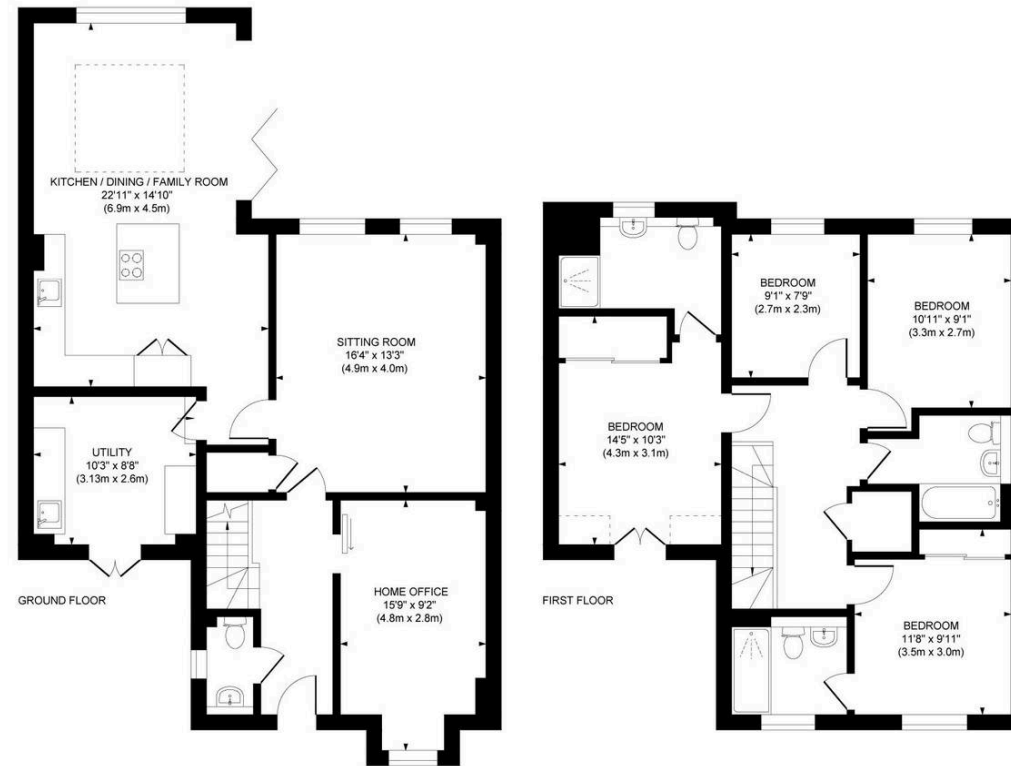 KITCHEN / DINING / FAMILY ROOM
22'11" x 14'10"
(6.9m x 4.5m)
SITTING ROOM
16'4" x 13'3"
(4.9m x 4.0m)
UTILITY
10'3" x 8'8"
(3.13m x 2.6m)
HOME OFFICE
15'9" x 9'2"
(4.8m x 2.8m)
GROUND FLOOR
BEDROOM
9'1" x 7'9"
(2.7m x 2.3m)
BEDROOM
10'11" x 9'1"
(3.3m x 2.7m)
BEDROOM
14'5" x 10'3"
(4.3m x 3.1m)
BEDROOM
11'8" x 9'11"
(3.5m x 3.0m)
FIRST FLOOR